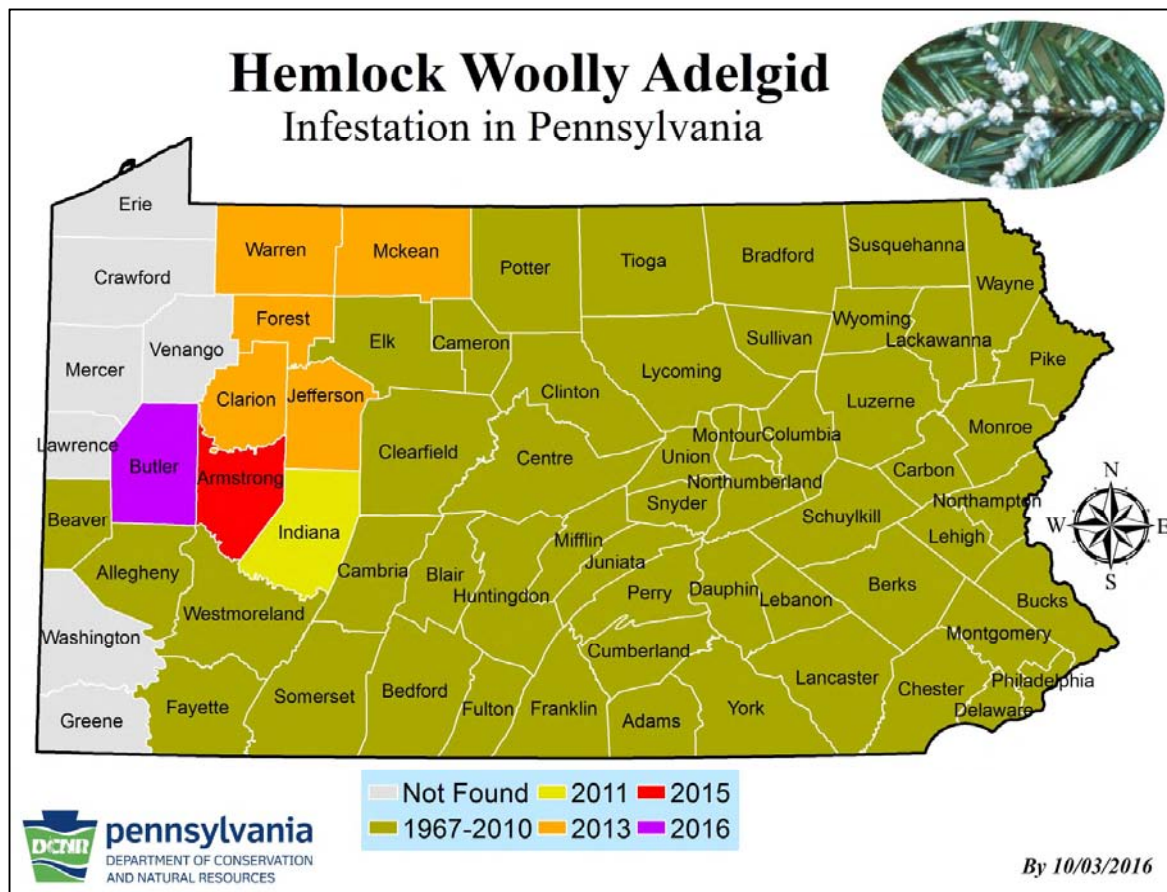 Hemlock Woolly Adelgid
Infestation in Pennsylvania
Erie
Warren
Mckean
Potter
Tioga
Bradford
Susquehanna
Wayne
Crawford
Forest
Elk
Cameron
Sullivan
Wyoming
Lackawanna
Pike
Mercer
Venango
Clarion
Jefferson
Clinton
Lycoming
Luzerne
Monroe
Lawrence
Butler
Armstrong
Clearfield
Centre
Union
Montour
Columbia
Carbon
Northumberland
Northampton
Snyder
Schuylkill
Lehigh
Beaver
Indiana
Allegheny
Cambria
Blair
Mifflin
Juniata
Huntingdon
Perry
Dauphin
Lebanon
Berks
Bucks
Westmoreland
Washington
Cumberland
Montgomery
Philadelphia
Greene
Fayette
Somerset
Bedford
Fulton
Franklin
Adams
York
Lancaster
Chester
Delaware
N
W E
S
Not Found 2011 2015
1967-2010 2013 2016
DCNR
pennsylvania
DEPARTMENT OF CONSERVATION
AND NATURAL RESOURCES
By 10/03/2016